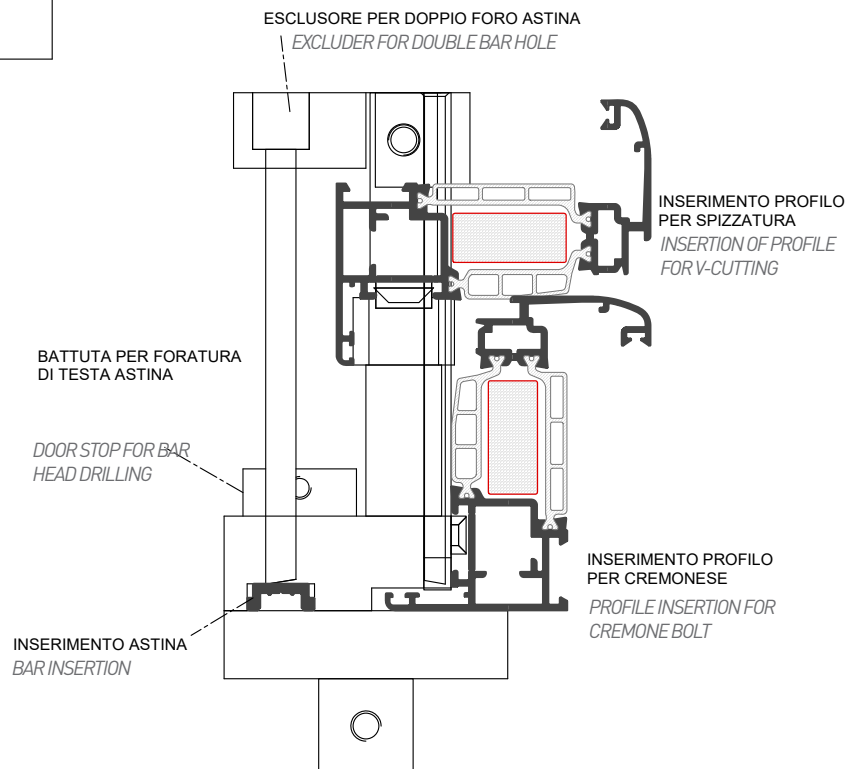 ESCLUSORE PER DOPPIO FORO ASTINA
EXCLUDER FOR DOUBLE BAR HOLE
INSERIMENTO PROFILO
PER SPIZZATURA
INSERTION OF PROFILE
FOR V-CUTTING
BATTUTA PER FORATURA
DI TESTA ASTINA
DOOR STOP FOR BAR
HEAD DRILLING
INSERIMENTO PROFILO
PER CREMONESE
PROFILE INSERTION FOR
CREMONE BOLT
INSERIMENTO ASTINA
BAR INSERTION